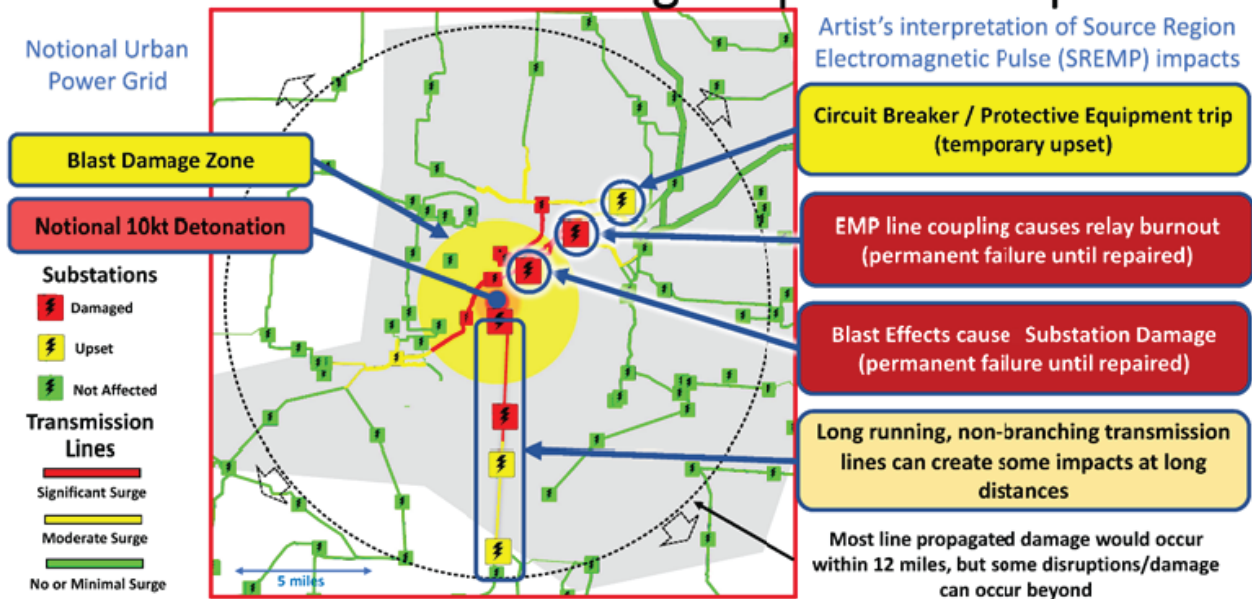 Notional Urban
Power Grid
Artist's interpretation of Source Region
Electromagnetic Pulse (SREMP) impacts
Blast Damage Zone
Notional 10kt Detonation
Substations
Damaged
Upset
Not Affected
Transmission
Lines
Significant Surge
Moderate Surge
No or Minimal Surge
5 miles
Circuit Breaker / Protective Equipment trip
(temporary upset)
EMP line coupling causes relay burnout
(permanent failure until repaired)
Blast Effects cause Substation Damage
(permanent failure until repaired)
Long running, non-branching transmission
lines can create some impacts at long
distances
Most line propagated damage would occur
within 12 miles, but some disruptions/damage
can occur beyond